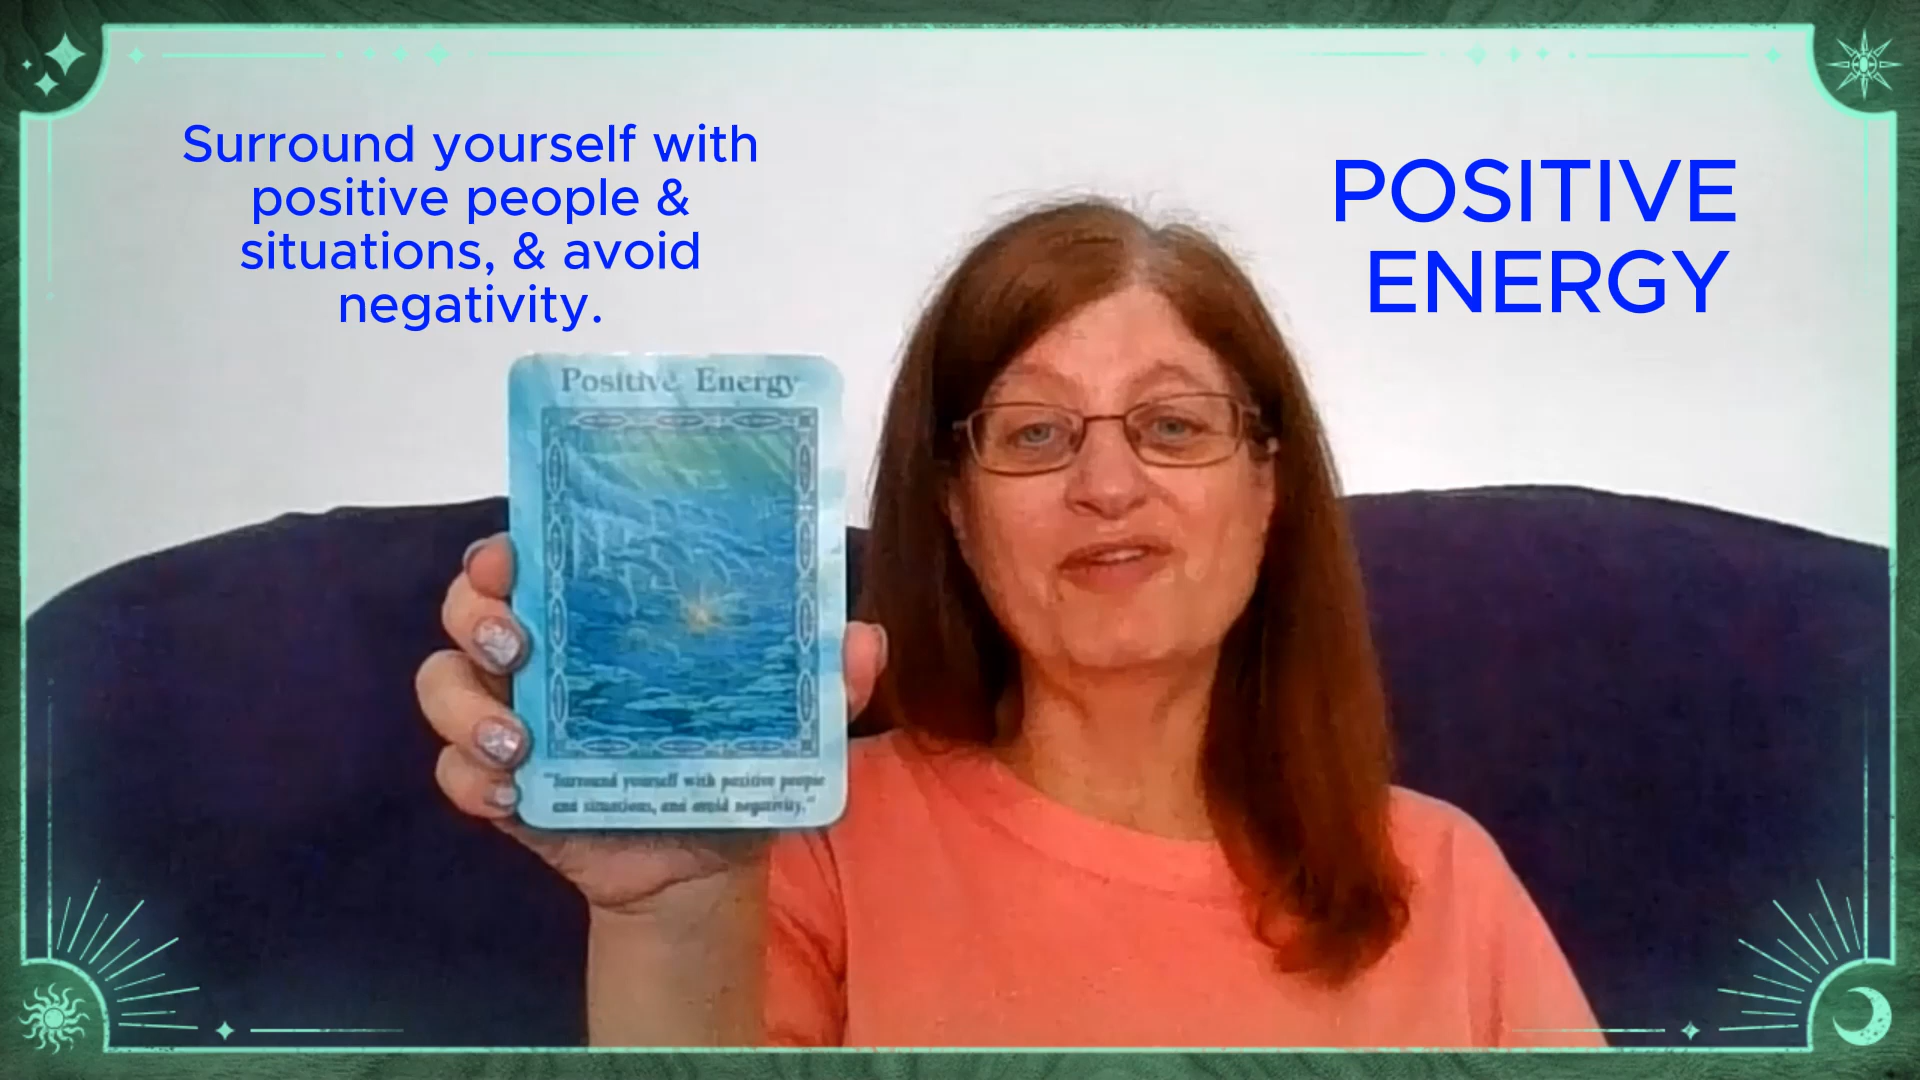 Surround yourself with
positive people &
situations, & avoid
negativity.
POSITIVE
ENERGY
Positive Energy
"Surround yourself with positive people
and situations, and avoid negativity."